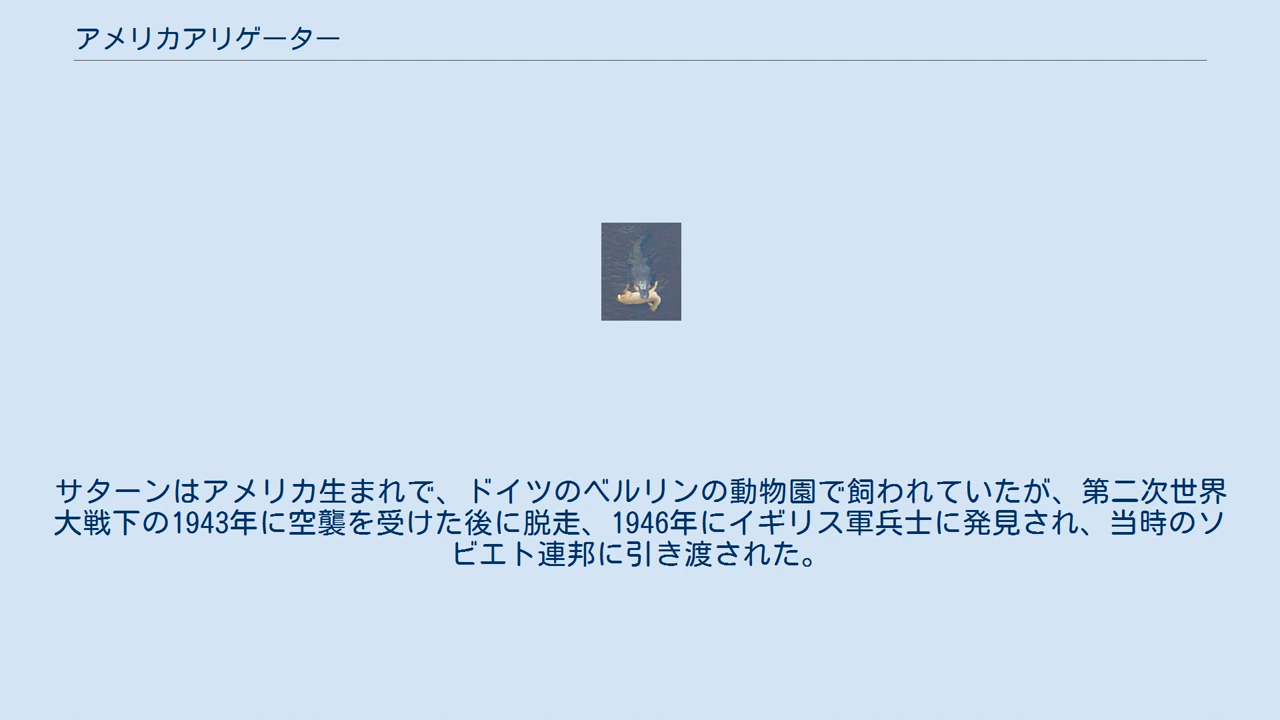 アメリカアリゲーター
サターンはアメリカ生まれで、ドイツのベルリンの動物園で飼われていたが、第二次世界
大戦下の1943年に空襲を受けた後に脱走、1946年にイギリス軍兵士に発見され、当時のソ
ビエト連邦に引き渡された。